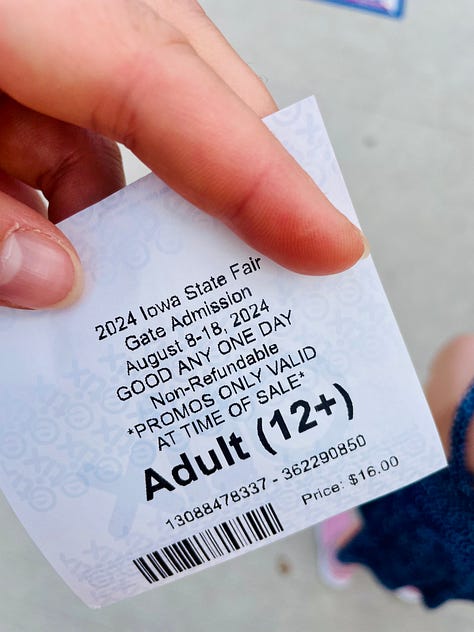 2024 Iowa State Fair
Gate Admission
August 8-18, 2024
GOOD ANY ONE DAY
Non-Refundable
*PROMOS ONLY VALID
AT TIME OF SALE*
Adult (12+)
13088478337 - 362290850
Price: $16.00